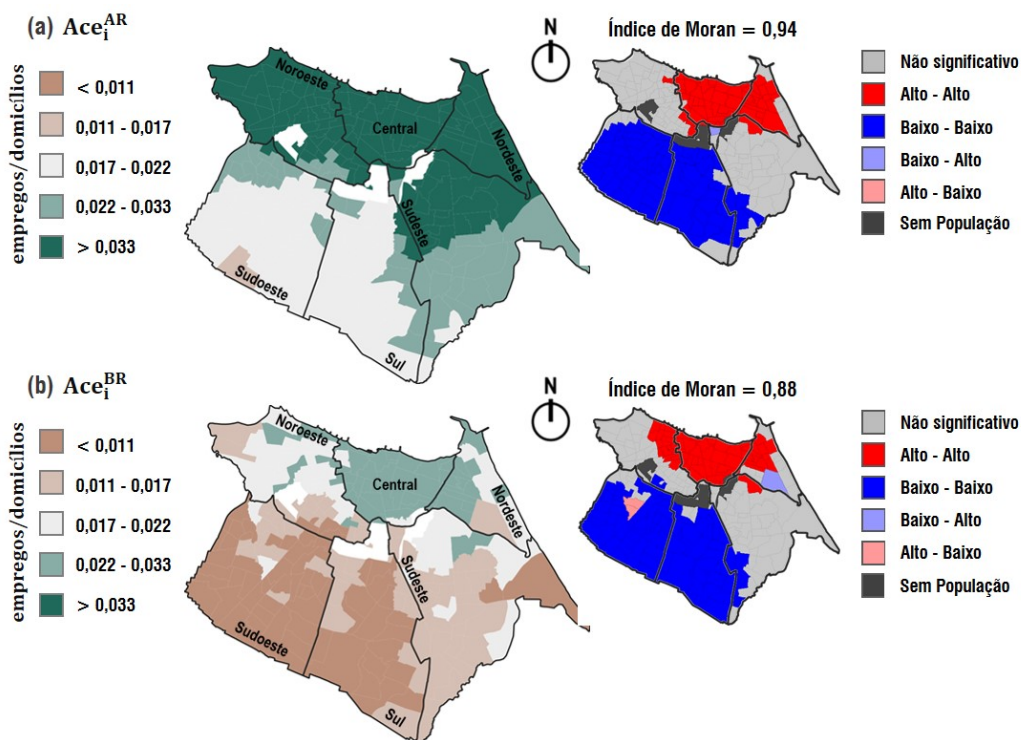 (a) Ace_i^AR
Índice de Moran = 0,94
empregos/domicílios
< 0,011
0,011 - 0,017
0,017 - 0,022
0,022 - 0,033
> 0,033
Noroeste
Central
Nordeste
Sudeste
Sudoeste
Sul
N
Não significativo
Alto - Alto
Baixo - Baixo
Baixo - Alto
Alto - Baixo
Sem População
(b) Ace_i^BR
Índice de Moran = 0,88
empregos/domicílios
< 0,011
0,011 - 0,017
0,017 - 0,022
0,022 - 0,033
> 0,033
Noroeste
Central
Nordeste
Sudeste
Sudoeste
Sul
N
Não significativo
Alto - Alto
Baixo - Baixo
Baixo - Alto
Alto - Baixo
Sem População